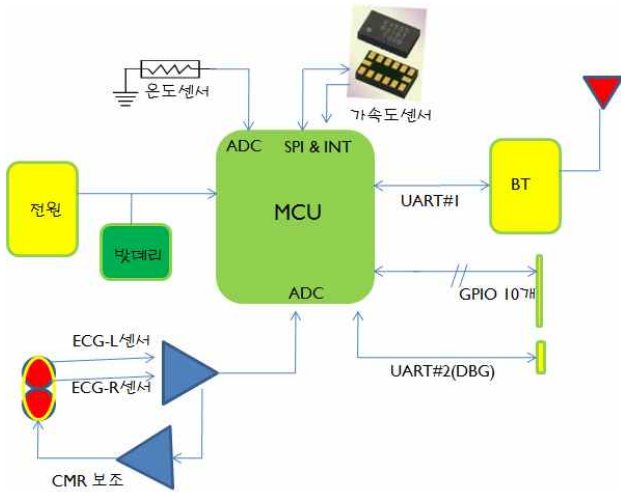 온도센서
가속도센서
ADC
SPI & INT
전원
밧데리
MCU
UART#1
BT
ADC
GPIO 10개
ECG-L센서
ECG-R센서
UART#2(DBG)
CMR 보조